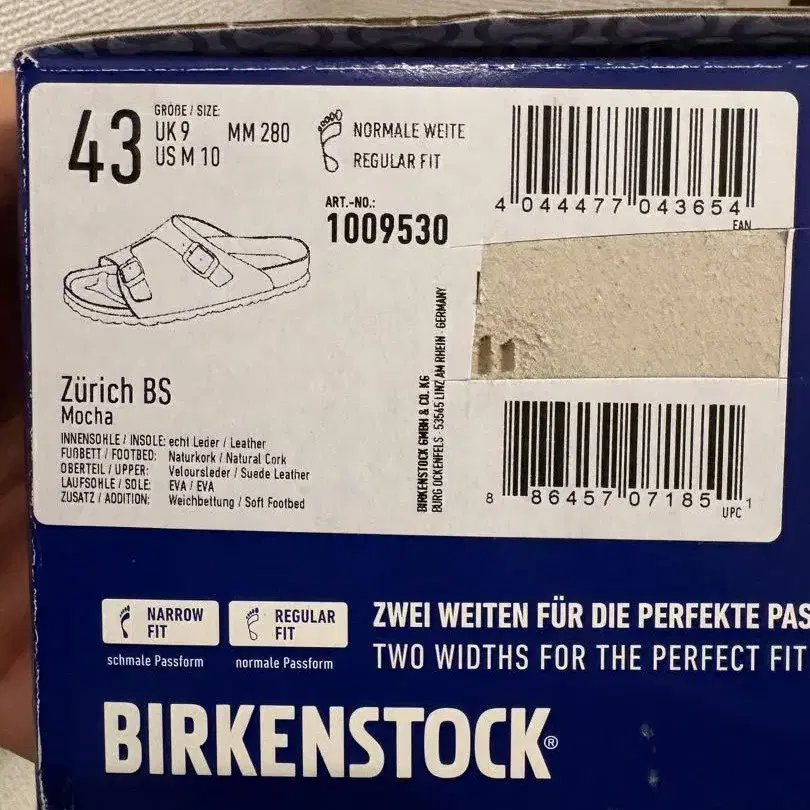 43
GRÖßE / SIZE:
UK 9
US M 10
MM 280
NORMALE WEITE
REGULAR FIT
ART.-NO.:
1009530
4 044477 043654
EAN
Zürich BS
Mocha
INNENSOHLE / INSOLE: echt Leder / Leather
FUßBETT / FOOTBED: Naturkork / Natural Cork
OBERTEIL / UPPER: Veloursleder / Suede Leather
LAUFSOHLE / SOLE: EVA / EVA
ZUSATZ / ADDITION: Weichbettung / Soft Footbed
BIRKENSTOCK GMBH & CO. KG
BURG OCKENFELS · 53545 LINZ AM RHEIN · GERMANY
8 86457 07185 1
UPC
NARROW
FIT
schmale Passform
REGULAR
FIT
normale Passform
ZWEI WEITEN FÜR DIE PERFEKTE PAS
TWO WIDTHS FOR THE PERFECT FIT
BIRKENSTOCK®